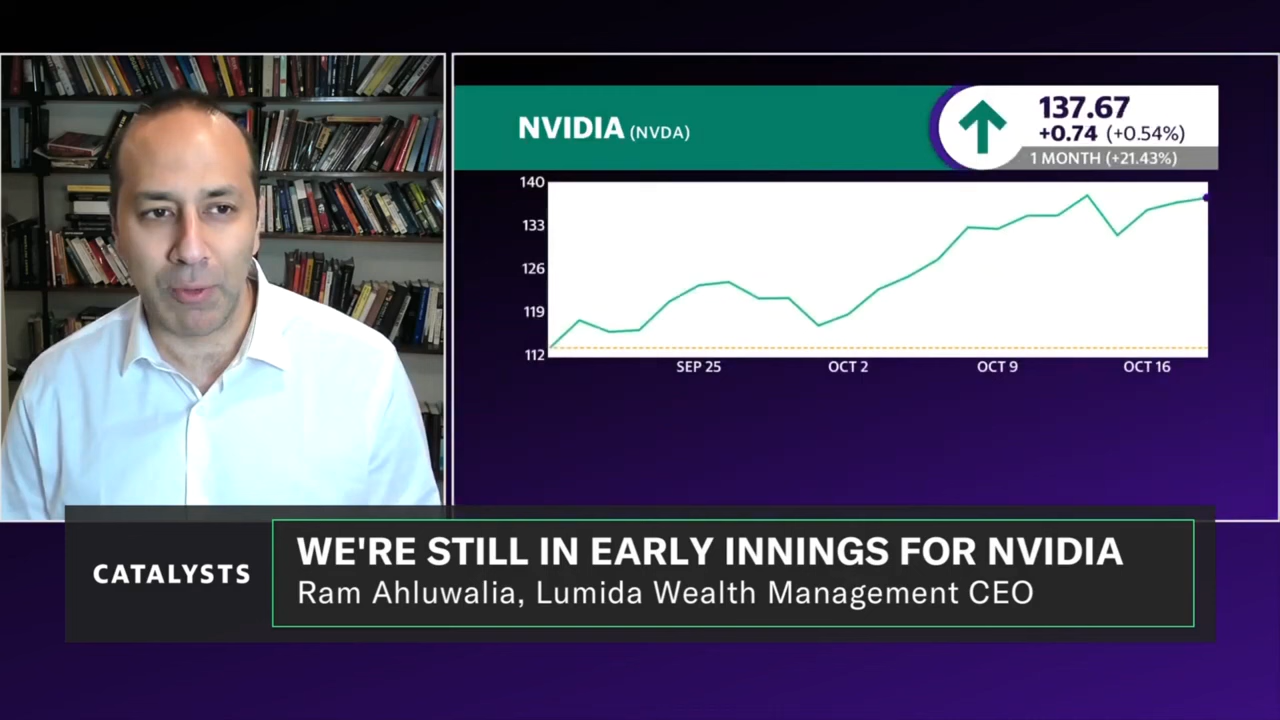 NVIDIA (NVDA)
137.67
+0.74 (+0.54%)
1 MONTH (+21.43%)
140
133
126
119
112
SEP 25 OCT 2 OCT 9 OCT 16
CATALYSTS
WE'RE STILL IN EARLY INNINGS FOR NVIDIA
Ram Ahluwalia, Lumida Wealth Management CEO